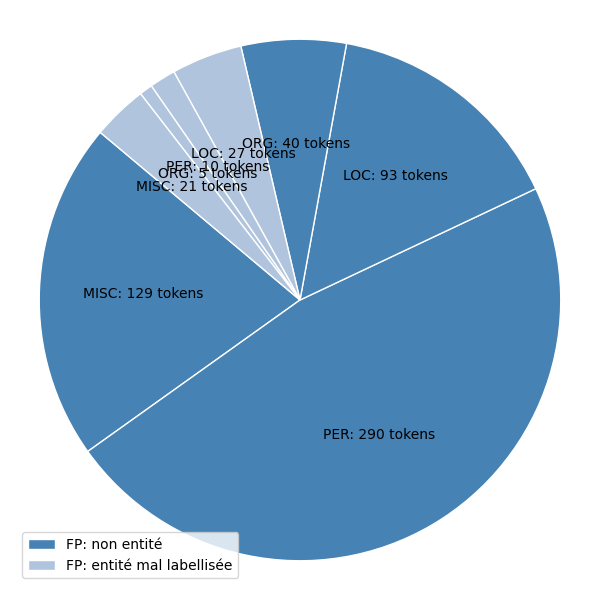 ORG: 40 tokens
LOC: 27 tokens
PER: 10 tokens
ORG: 5 tokens
MISC: 21 tokens
LOC: 93 tokens
MISC: 129 tokens
PER: 290 tokens
FP: non entité
FP: entité mal labellisée